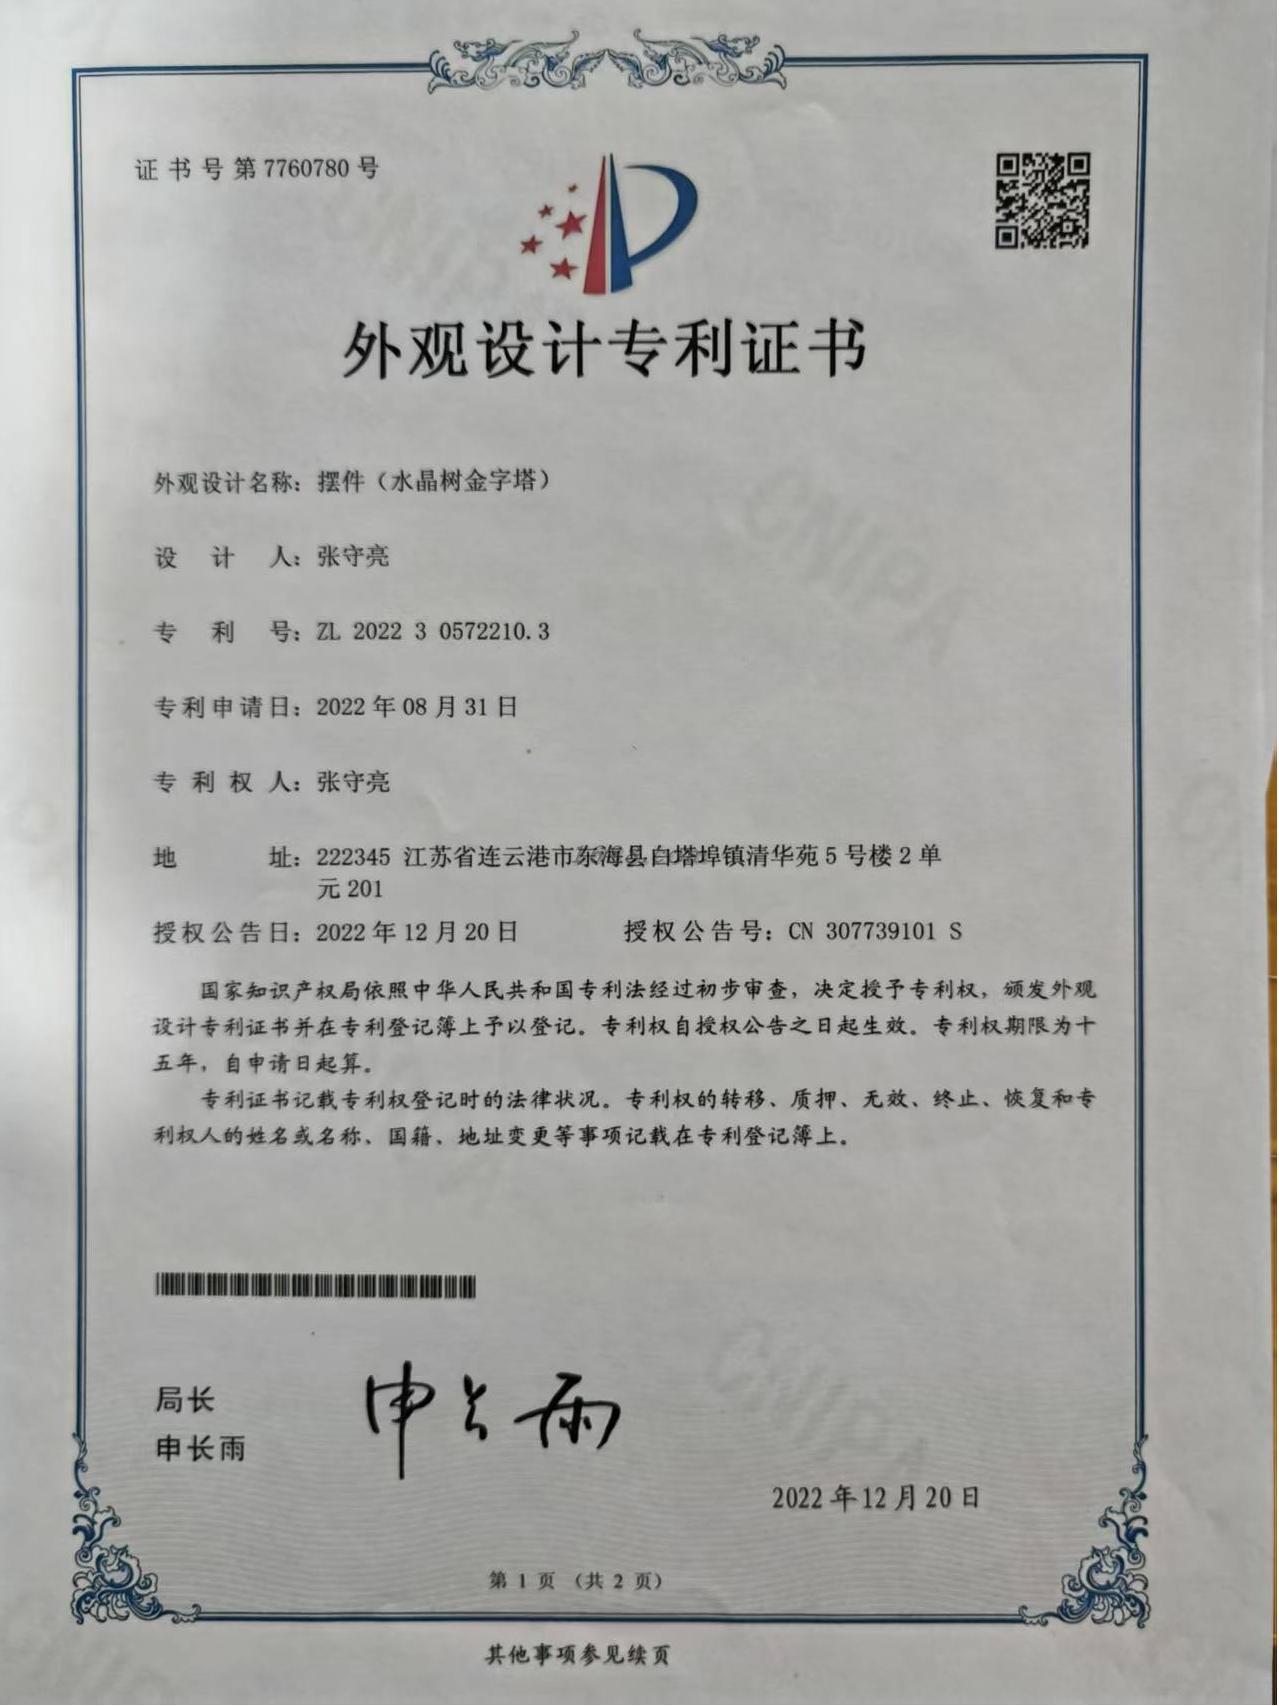 证书号第7760780号
外观设计专利证书
外观设计名称：摆件（水晶树金字塔）
设计人：张守亮
专利号：ZL 2022 3 0572210.3
专利申请日：2022年08月31日
专利权人：张守亮
地址：222345 江苏省连云港市东海县白塔埠镇清华苑5号楼2单
元201
授权公告日：2022年12月20日 授权公告号：CN 307739101 S
国家知识产权局依照中华人民共和国专利法经过初步审查，决定授予专利权，颁发外观
设计专利证书并在专利登记簿上予以登记。专利权自授权公告之日起生效。专利权期限为十
五年，自申请日起算。
专利证书记载专利权登记时的法律状况。专利权的转移、质押、无效、终止、恢复和专
利权人的姓名或名称、国籍、地址变更等事项记载在专利登记簿上。
局长
申长雨
申长雨
2022年12月20日
第 1 页 （共 2 页）
其他事项参见续页
CNIPA
CNIPA